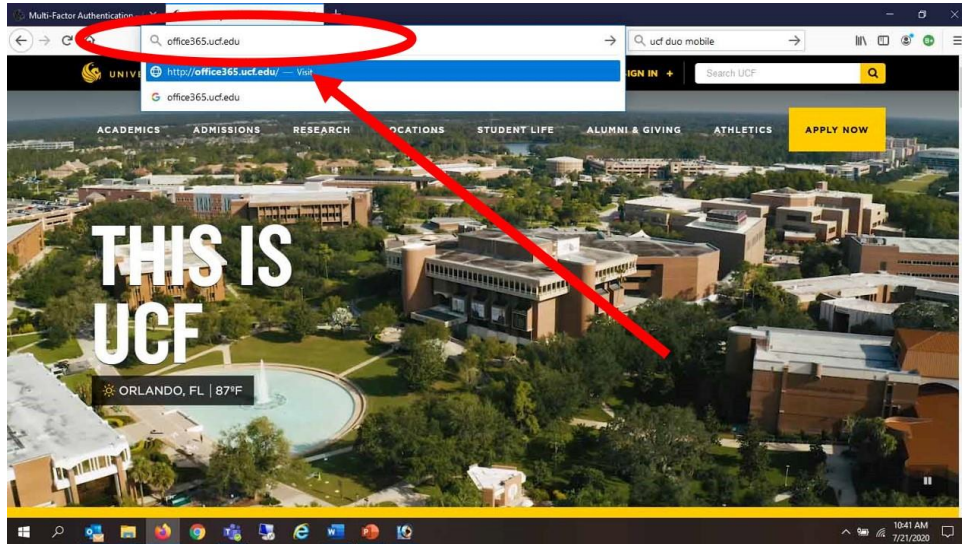 Multi-Factor Authentication
office365.ucf.edu
ucf duo mobile
http://office365.ucf.edu/ — Visit
office365.ucf.edu
UNIVE
SIGN IN +
Search UCF
ACADEMICS ADMISSIONS RESEARCH LOCATIONS STUDENT LIFE ALUMNI & GIVING ATHLETICS APPLY NOW
THIS IS
UCF
ORLANDO, FL | 87°F
10:41 AM
7/21/2020